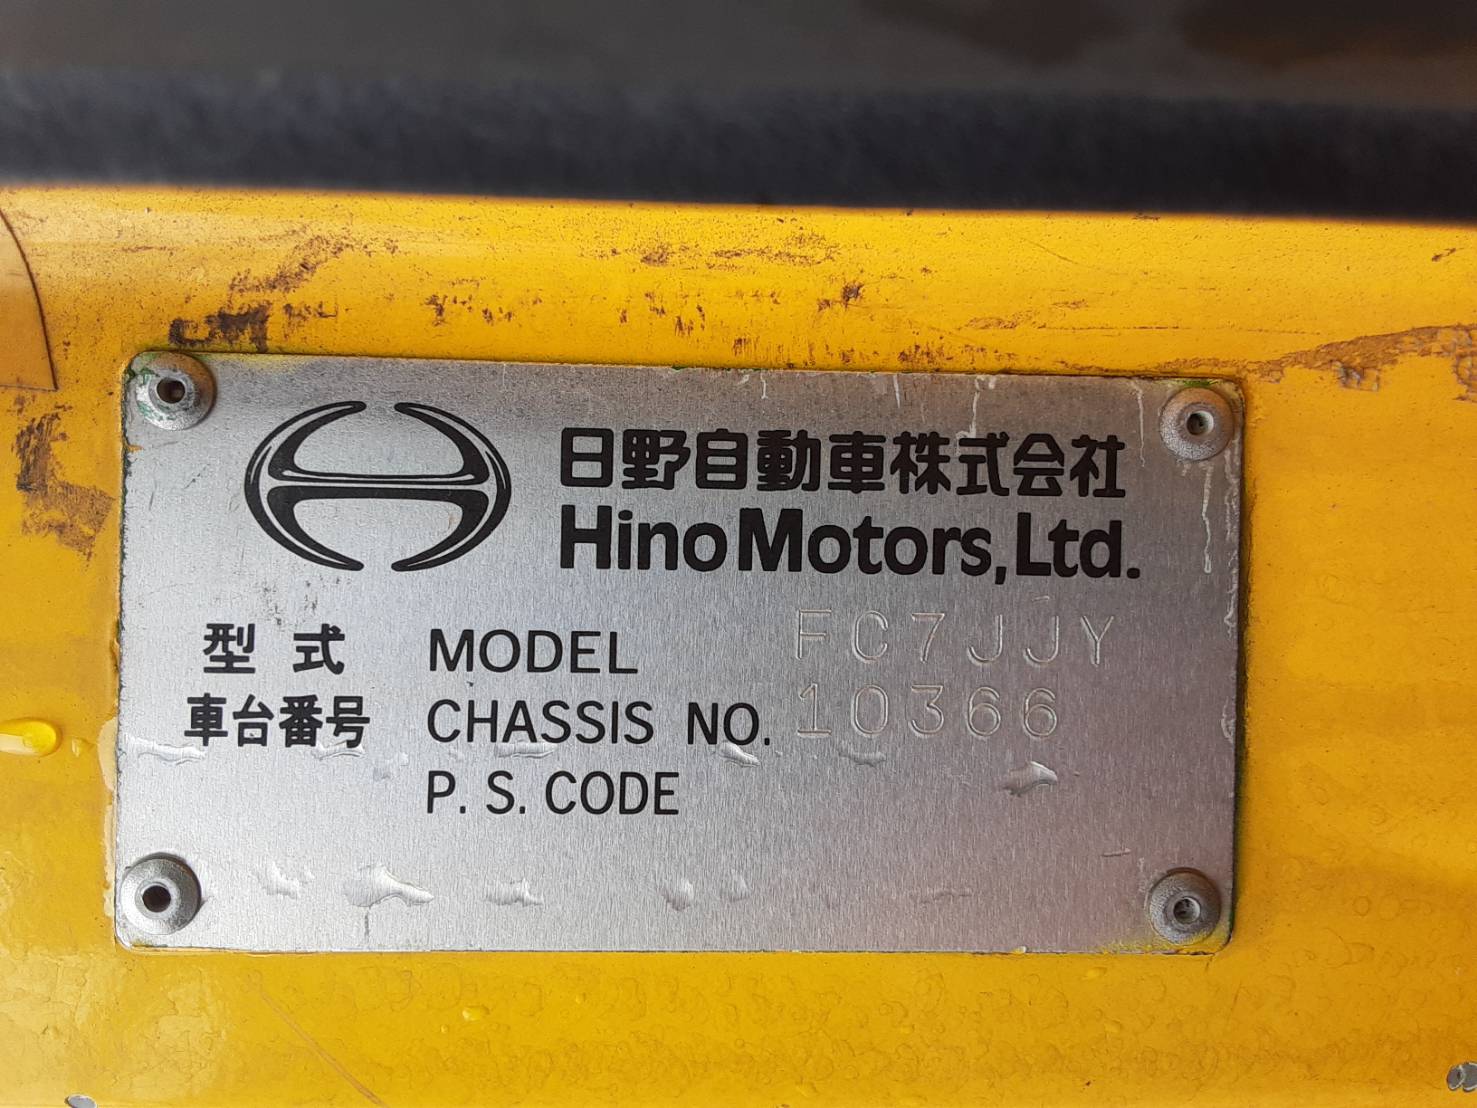 日野自動車株式会社
Hino Motors, Ltd.
型式 MODEL FC7JJY
車台番号 CHASSIS NO. 10366
P. S. CODE